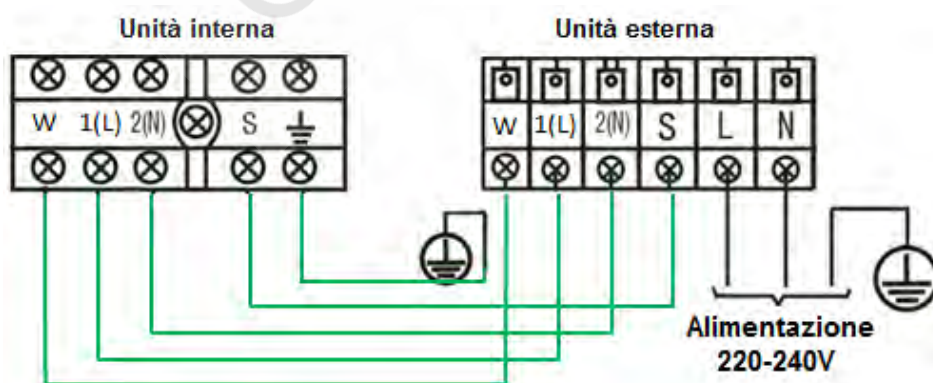 Unità interna
Unità esterna
W 1(L) 2(N) S
W 1(L) 2(N) S L N
Alimentazione
220-240V